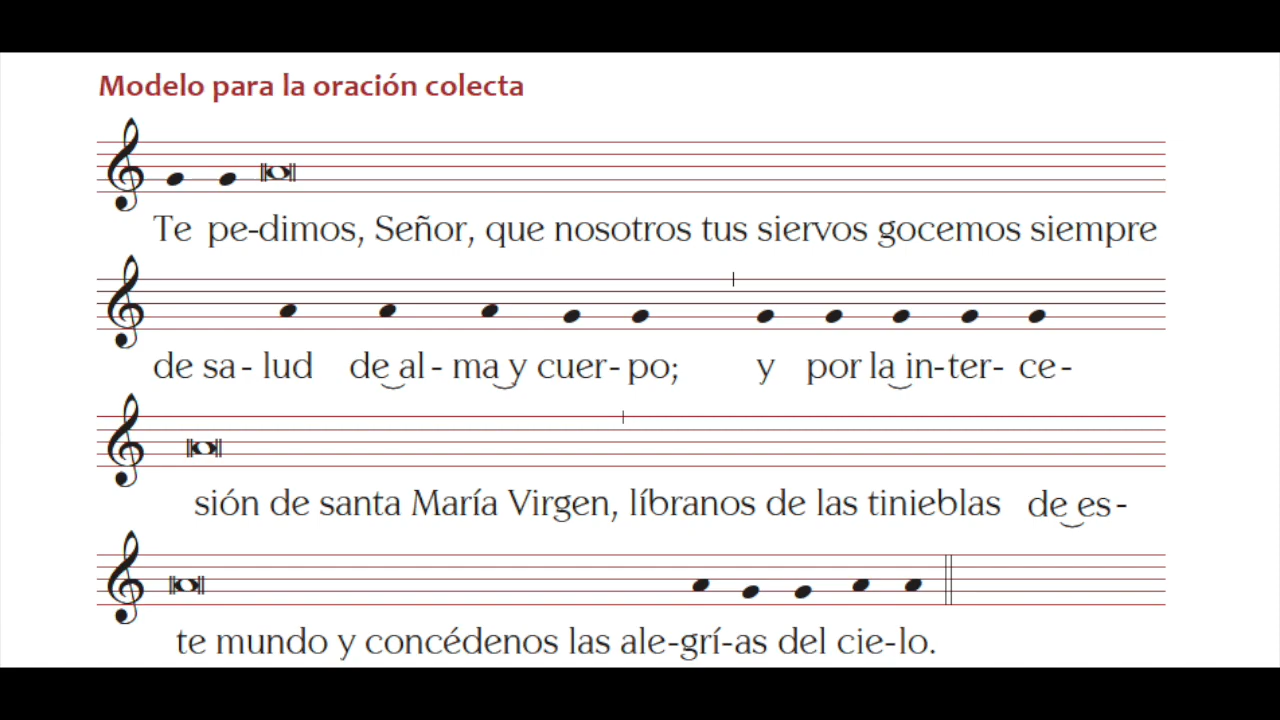 Modelo para la oración colecta
Te pe-dimos, Señor, que nosotros tus siervos gocemos siempre
de sa- lud de al- ma y cuer- po; y por la in-ter- ce-
sión de santa María Virgen, líbranos de las tinieblas de es-
te mundo y concédenos las ale-grí-as del cie-lo.